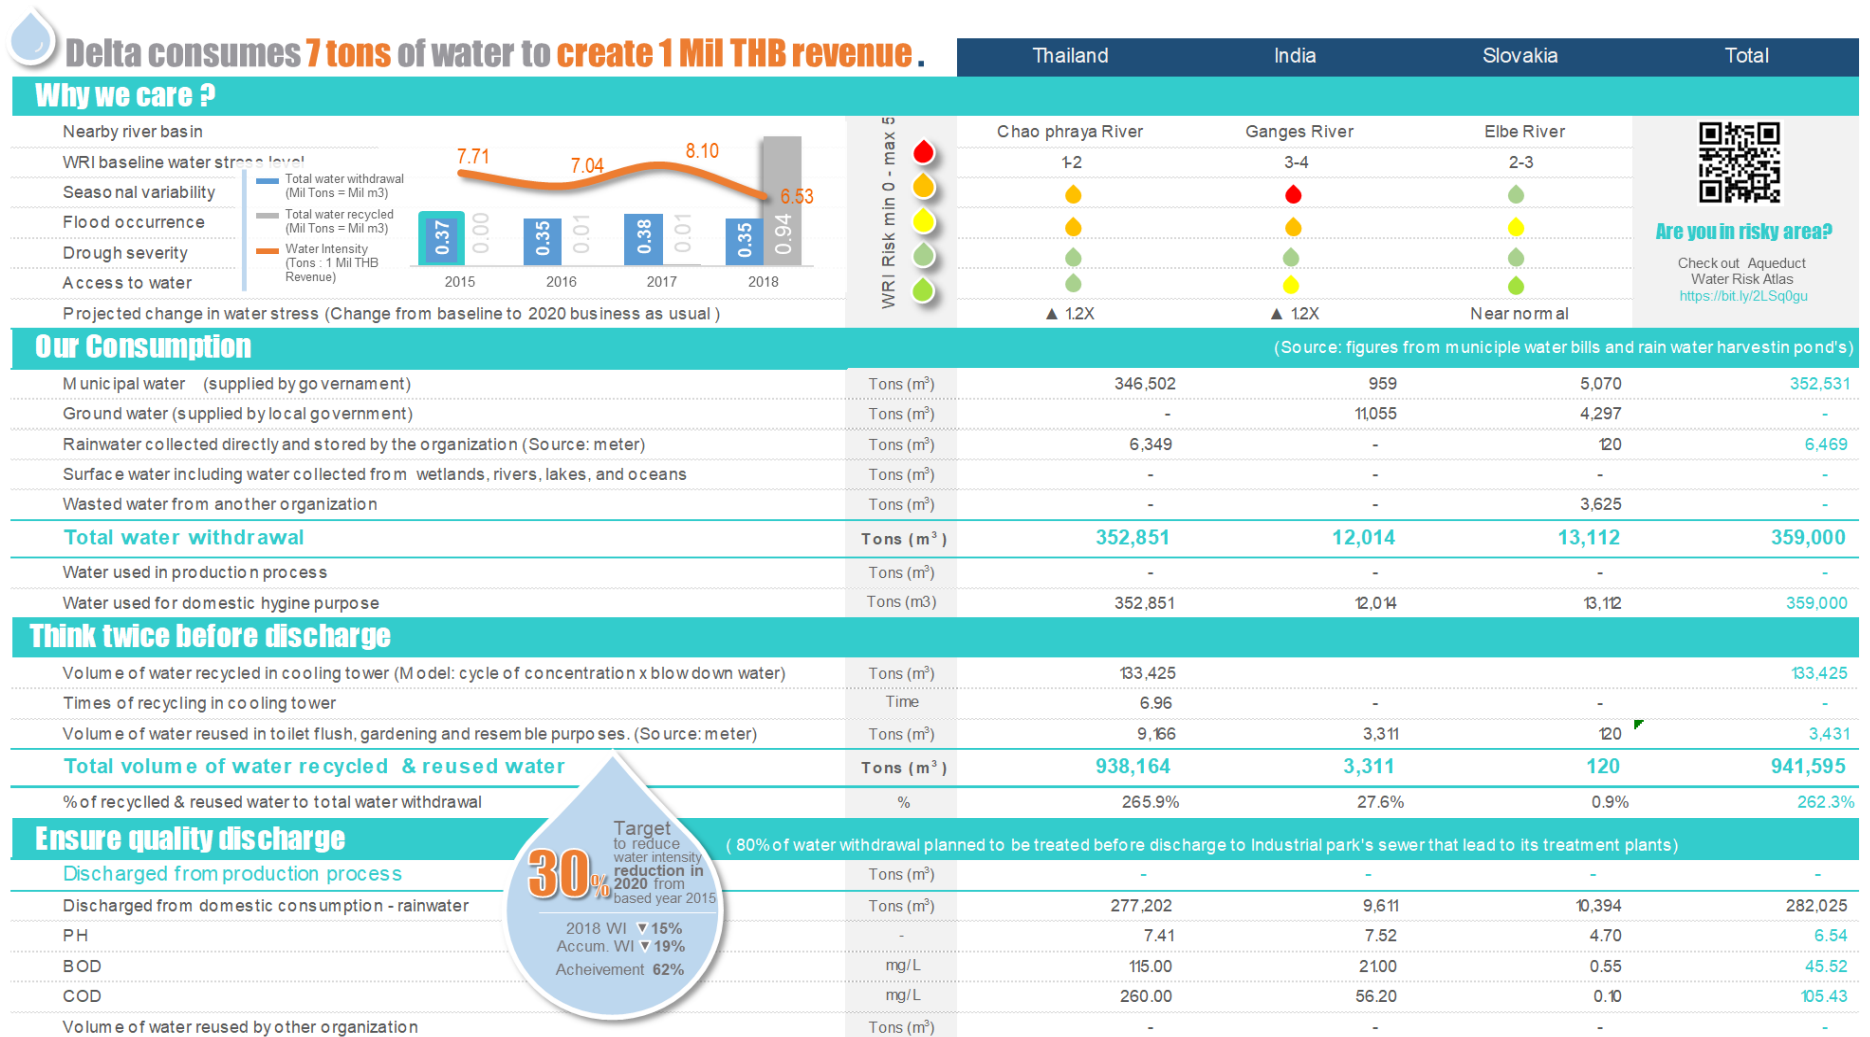 Delta consumes 7 tons of water to create 1 Mil THB revenue.
Thailand India Slovakia Total
Why we care ?
Nearby river basin Chao phraya River Ganges River Elbe River
WRI baseline water stress level 1-2 3-4 2-3
Seasonal variability
Flood occurrence
Drough severity
Access to water
Projected change in water stress (Change from baseline to 2020 business as usual ) ▲ 1.2X ▲ 1.2X Near normal
Total water withdrawal
(Mil Tons = Mil m3)
Total water recycled
(Mil Tons = Mil m3)
Water Intensity
(Tons : 1 Mil THB
Revenue)
7.71 7.04 8.10 6.53
0.37 0.00 0.35 0.01 0.38 0.01 0.35 0.94
2015 2016 2017 2018
WRI Risk min 0 - max 5
Are you in risky area?
Check out Aqueduct
Water Risk Atlas
https://bit.ly/2LSq0gu
Our Consumption (Source: figures from municiple water bills and rain water harvestin pond's)
Municipal water (supplied by governament) Tons (m³) 346,502 959 5,070 352,531
Ground water (supplied by local government) Tons (m³) - 11,055 4,297 -
Rainwater collected directly and stored by the organization (Source: meter) Tons (m³) 6,349 - 120 6,469
Surface water including water collected from wetlands, rivers, lakes, and oceans Tons (m³) - - - -
Wasted water from another organization Tons (m³) - - 3,625 -
Total water withdrawal Tons (m³) 352,851 12,014 13,112 359,000
Water used in production process Tons (m³) - - - -
Water used for domestic hygine purpose Tons (m3) 352,851 12,014 13,112 359,000
Think twice before discharge
Volume of water recycled in cooling tower (Model: cycle of concentration x blow down water) Tons (m³) 133,425 133,425
Times of recycling in cooling tower Time 6.96 - - -
Volume of water reused in toilet flush, gardening and resemble purposes. (Source: meter) Tons (m³) 9,166 3,311 120 3,431
Total volume of water recycled & reused water Tons (m³) 938,164 3,311 120 941,595
% of recyclled & reused water to total water withdrawal % 265.9% 27.6% 0.9% 262.3%
Ensure quality discharge ( 80% of water withdrawal planned to be treated before discharge to Industrial park's sewer that lead to its treatment plants)
Discharged from production process Tons (m³) - - - -
Discharged from domestic consumption - rainwater Tons (m³) 277,202 9,611 10,394 282,025
PH - 7.41 7.52 4.70 6.54
BOD mg/L 115.00 21.00 0.55 45.52
COD mg/L 260.00 56.20 0.10 105.43
Volume of water reused by other organization Tons (m³) - - - -
30%
Target
to reduce
water intensity
reduction in
2020 from
based year 2015
2018 WI ▼ 15%
Accum. WI ▼ 19%
Acheivement 62%